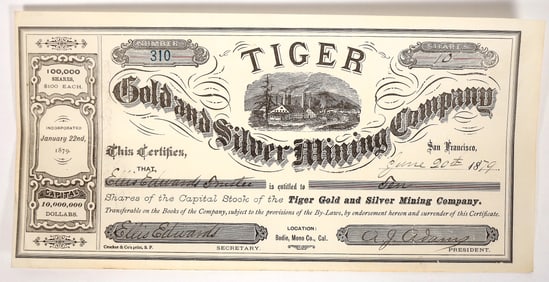 NUMBER
310
TIGER
SHARES
10
Gold and Silver Mining Company
100,000
SHARES,
$100 EACH.
INCORPORATED
January 22nd,
1879.
CAPITAL
10,000,000
DOLLARS.
San Francisco,
June 20th 1879
This Certifies,
THAT,
Ellis Edwards Trustee is entitled to Ten
Shares of the Capital Stock of the Tiger Gold and Silver Mining Company.
Transferable on the Books of the Company, subject to the provisions of the By-Laws, by endorsement hereon and surrender of this Certificate.
Ellis Edwards
SECRETARY.
LOCATION:
Bodie, Mono Co., Cal.
A. J. Adams
PRESIDENT.
Crocker & Co. print, S. F.